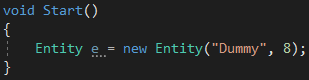 void Start()
{
    Entity e = new Entity("Dummy", 8);
}